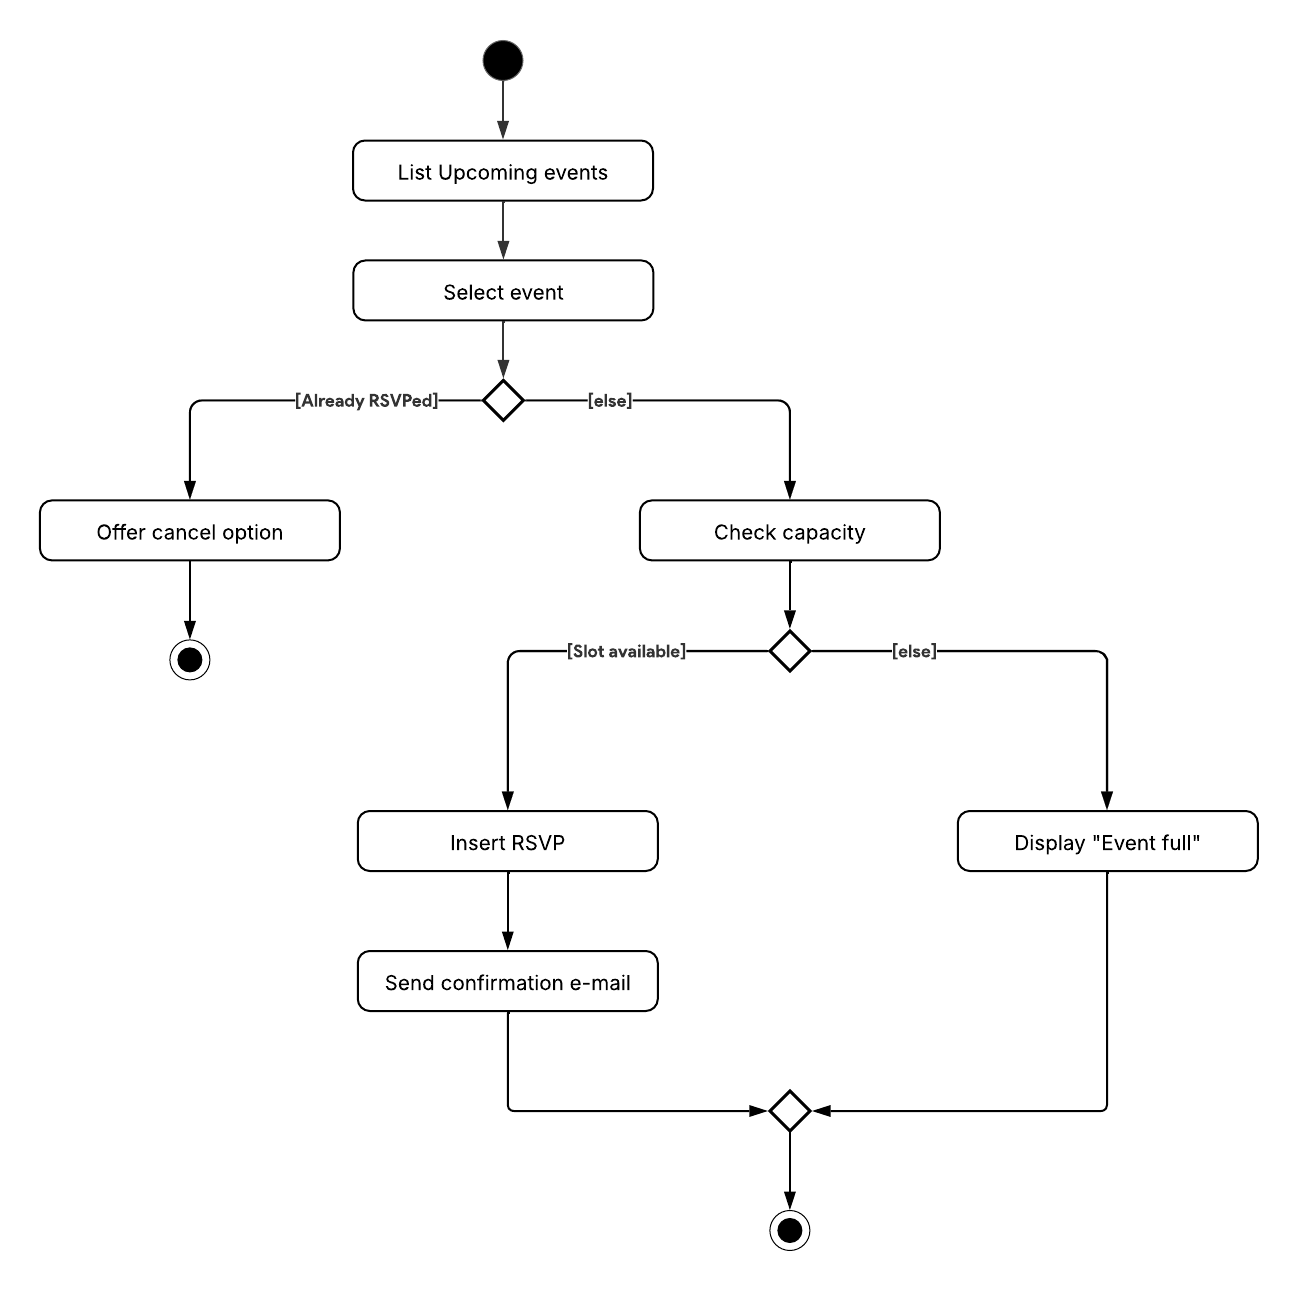 List Upcoming events
Select event
[Already RSVPed]
[else]
Offer cancel option
Check capacity
[Slot available]
[else]
Insert RSVP
Display "Event full"
Send confirmation e-mail